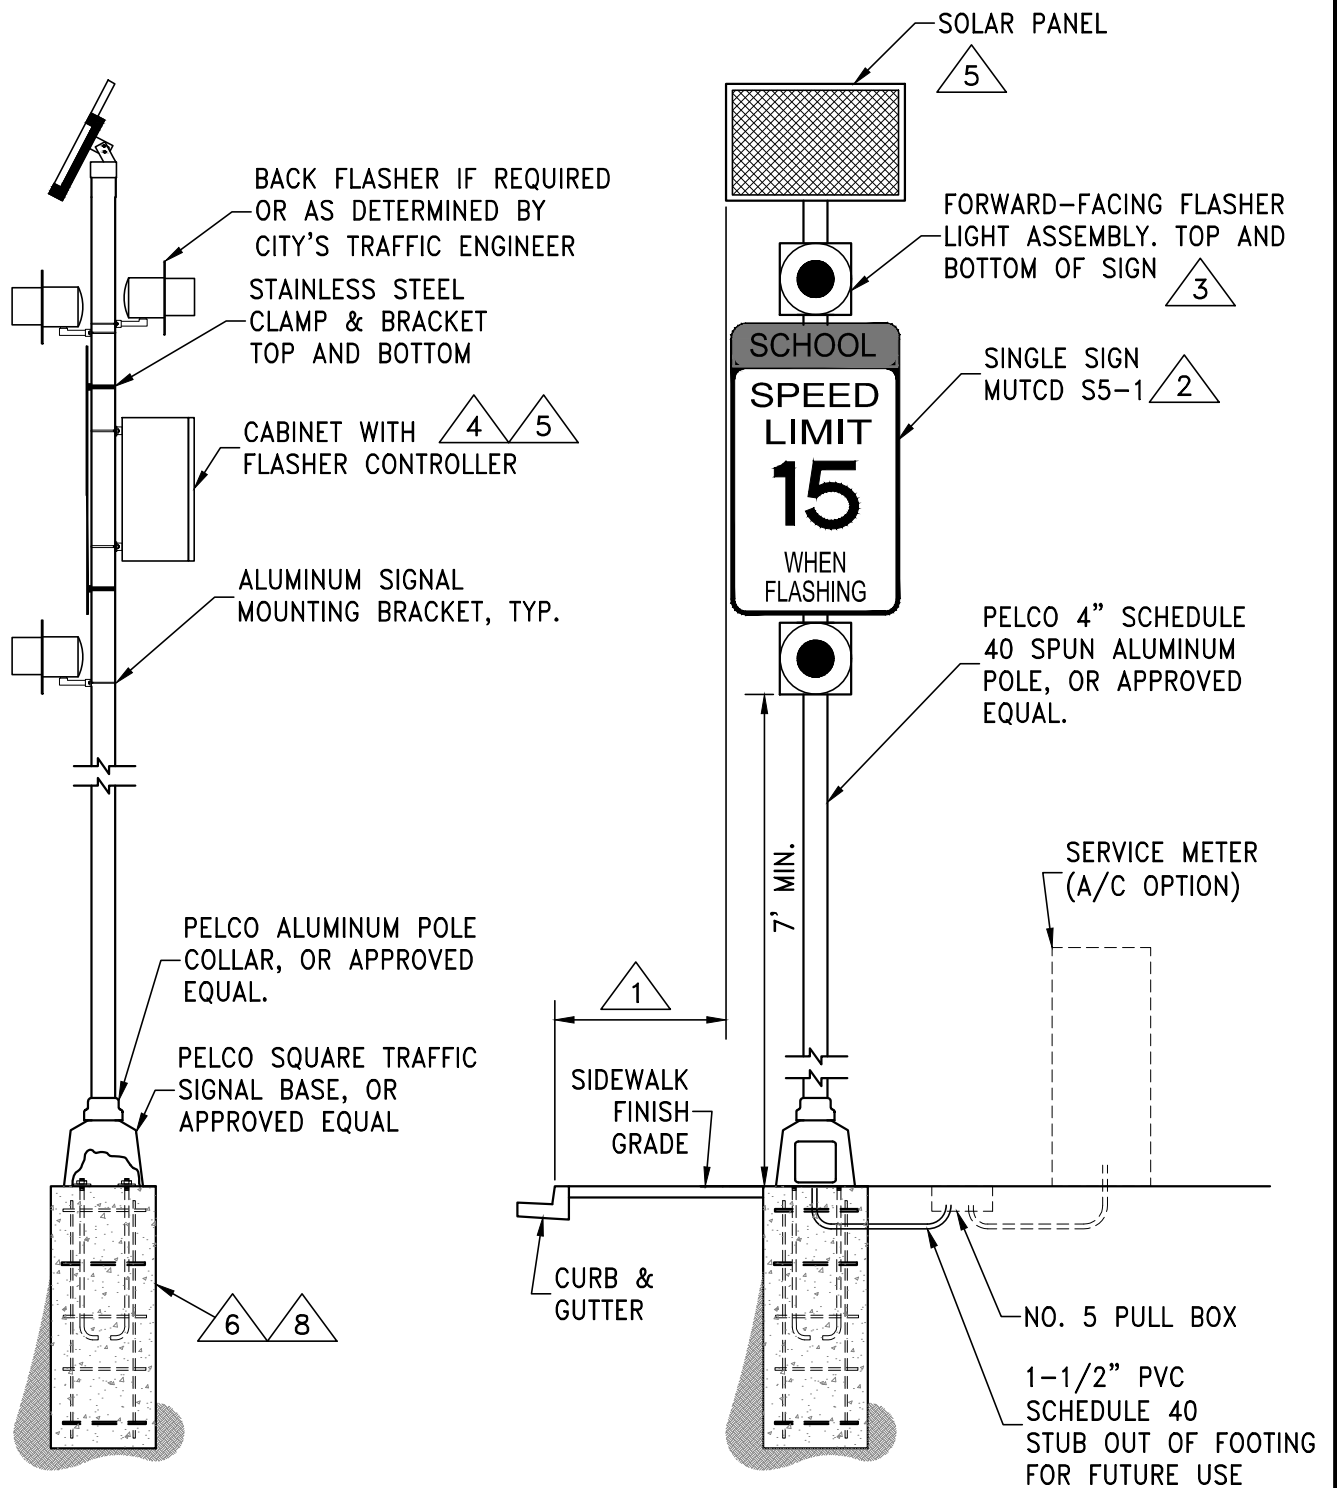 SOLAR PANEL
5
BACK FLASHER IF REQUIRED
OR AS DETERMINED BY
CITY'S TRAFFIC ENGINEER
FORWARD-FACING FLASHER
LIGHT ASSEMBLY. TOP AND
BOTTOM OF SIGN
3
STAINLESS STEEL
CLAMP & BRACKET
TOP AND BOTTOM
SCHOOL
SPEED
LIMIT
15
WHEN
FLASHING
SINGLE SIGN
MUTCD S5-1
2
CABINET WITH
FLASHER CONTROLLER
4 5
ALUMINUM SIGNAL
MOUNTING BRACKET, TYP.
PELCO 4" SCHEDULE
40 SPUN ALUMINUM
POLE, OR APPROVED
EQUAL.
7' MIN.
SERVICE METER
(A/C OPTION)
PELCO ALUMINUM POLE
COLLAR, OR APPROVED
EQUAL.
1
PELCO SQUARE TRAFFIC
SIGNAL BASE, OR
APPROVED EQUAL
SIDEWALK
FINISH
GRADE
CURB &
GUTTER
6 8
NO. 5 PULL BOX
1-1/2" PVC
SCHEDULE 40
STUB OUT OF FOOTING
FOR FUTURE USE